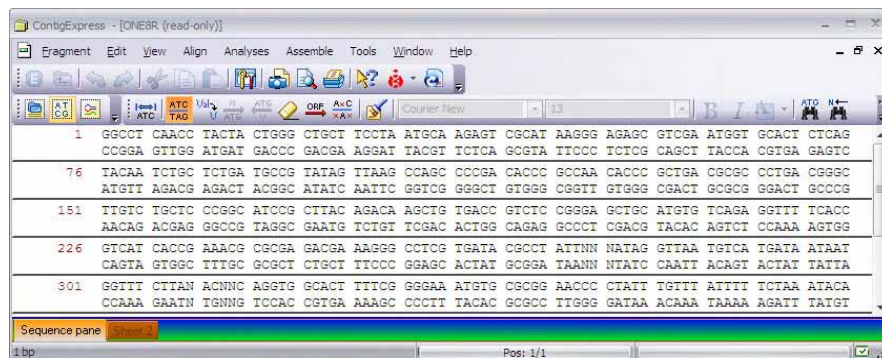 ContigExpress - [ONE8R (read-only)]
Fragment Edit View Align Analyses Assemble Tools Window Help
ATC ATC TAG Val V M ATG ATG V ORF A×C ×A× Courier New 13 B I A ATG N
1 GGCCT CAACC TACTA CTGGG CTGCT TCCTA ATGCA AGAGT CGCAT AAGGG AGAGC GTCGA ATGGT GCACT CTCAG
CCGGA GTTGG ATGAT GACCC GACGA AGGAT TACGT TCTCA GCGTA TTCCC TCTCG CAGCT TACCA CGTGA GAGTC
76 TACAA TCTGC TCTGA TGCCG TATAG TTAAG CCAGC CCCGA CACCC GCCAA CACCC GCTGA CGCGC CCTGA CGGGC
ATGTT AGACG AGACT ACGGC ATATC AATTC GGTCG GGGCT GTGGG CGGTT GTGGG CGACT GCGCG GGACT GCCCG
151 TTGTC TGCTC CCGGC ATCCG CTTAC AGACA AGCTG TGACC GTCTC CGGGA GCTGC ATGTG TCAGA GGTTT TCACC
AACAG ACGAG GGCCG TAGGC GAATG TCTGT TCGAC ACTGG CAGAG GCCCT CGACG TACAC AGTCT CCAAA AGTGG
226 GTCAT CACCG AAACG CGCGA GACGA AAGGG CCTCG TGATA CGCCT ATTNN NATAG GTTAA TGTCA TGATA ATAAT
CAGTA GTGGC TTTGC GCGCT CTGCT TTCCC GGAGC ACTAT GCGGA TAANN NTATC CAATT ACAGT ACTAT TATTA
301 GGTTT CTTAN ACNNC AGGTG GCACT TTTCG GGGAA ATGTG CGCGG AACCC CTATT TGTTT ATTTT TCTAA ATACA
CCAAA GAATN TGNNG TCCAC CGTGA AAAGC CCCTT TACAC GCGCC TTGGG GATAA ACAAA TAAAA AGATT TATGT
Sequence pane Sheet 2
1 bp Pos: 1/1